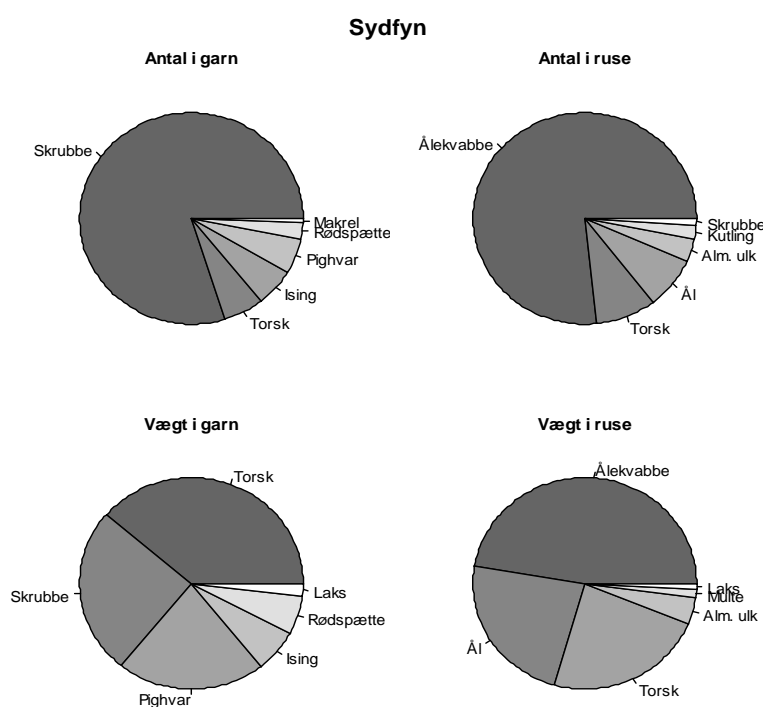 Sydfyn
Antal i garn
Skrubbe
Makrel
Rødspætte
Pighvar
Ising
Torsk
Antal i ruse
Ålekvabbe
Skrubbe
Kutling
Alm. ulk
Ål
Torsk
Vægt i garn
Torsk
Skrubbe
Laks
Rødspætte
Ising
Pighvar
Vægt i ruse
Ålekvabbe
Laks
Multe
Alm. ulk
Ål
Torsk